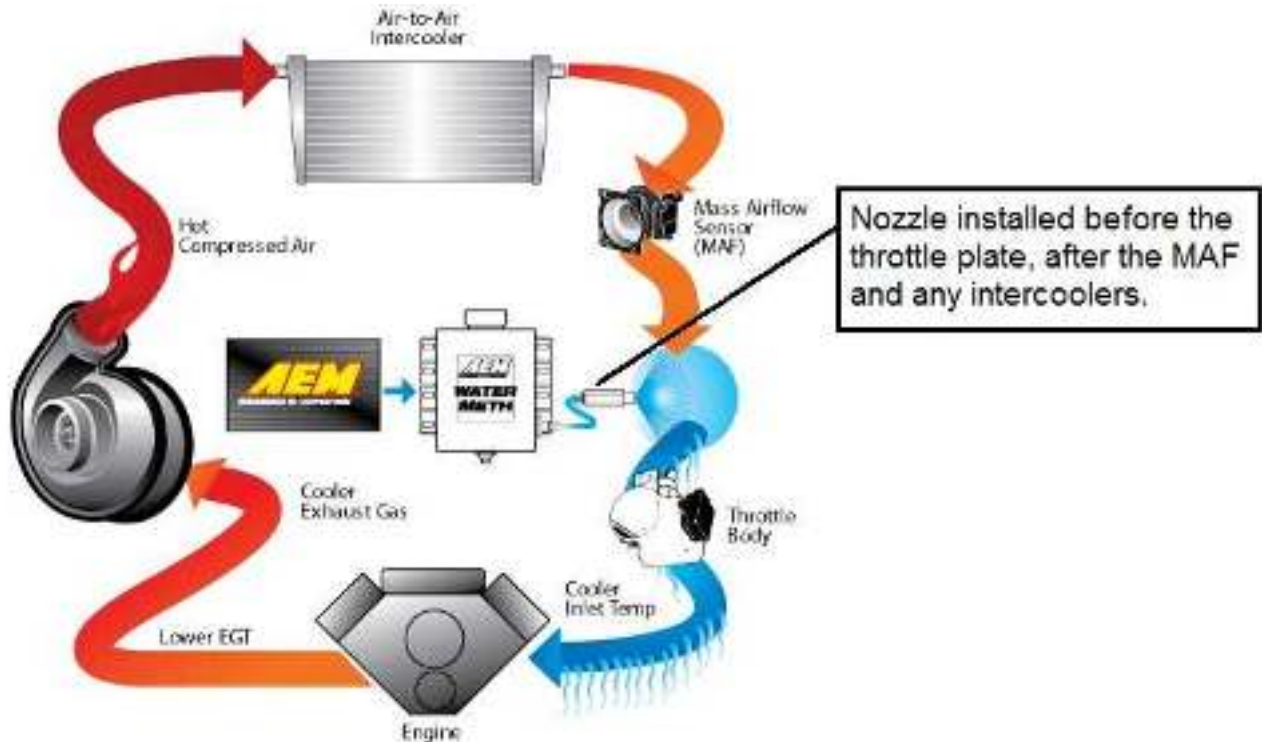 Air-to-Air
Intercooler
Hot
Compressed Air
Mass Airflow
Sensor
(MAF)
Nozzle installed before the
throttle plate, after the MAF
and any intercoolers.
AEM
AEM
WATER
METH
Cooler
Exhaust Gas
Throttle
Body
Cooler
Inlet Temp
Lower EGT
Engine